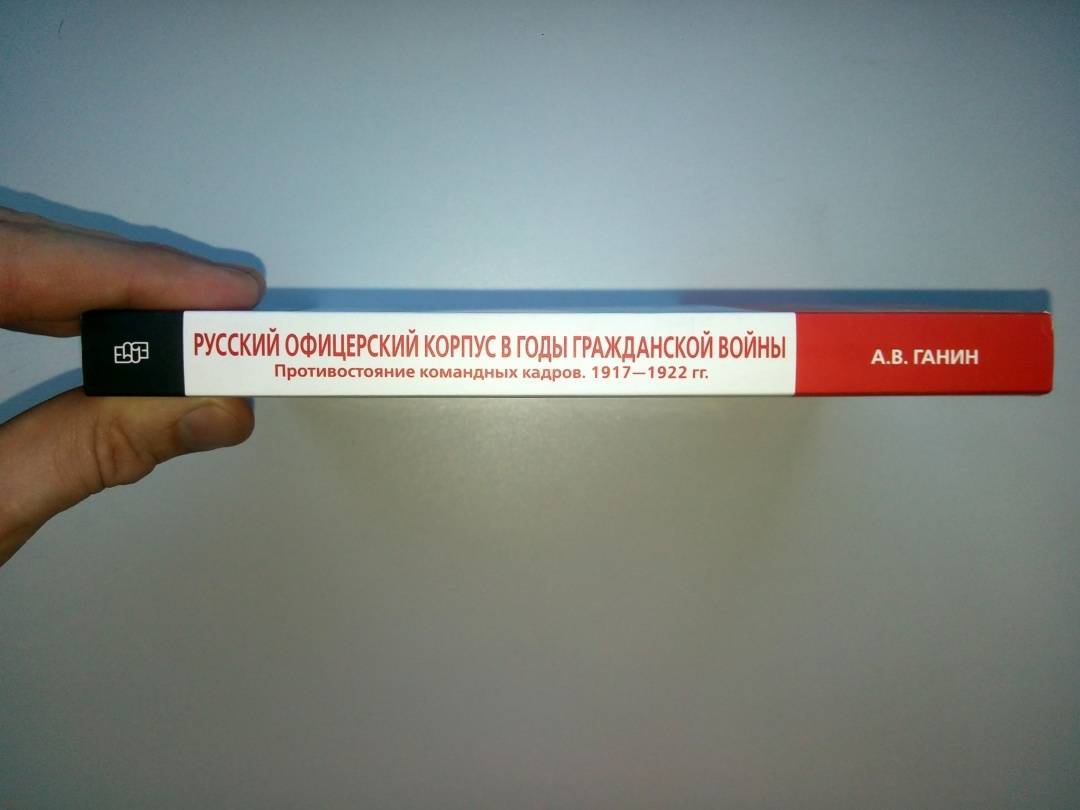 РУССКИЙ ОФИЦЕРСКИЙ КОРПУС В ГОДЫ ГРАЖДАНСКОЙ ВОЙНЫ
Противостояние командных кадров. 1917—1922 гг.
А.В. ГАНИН